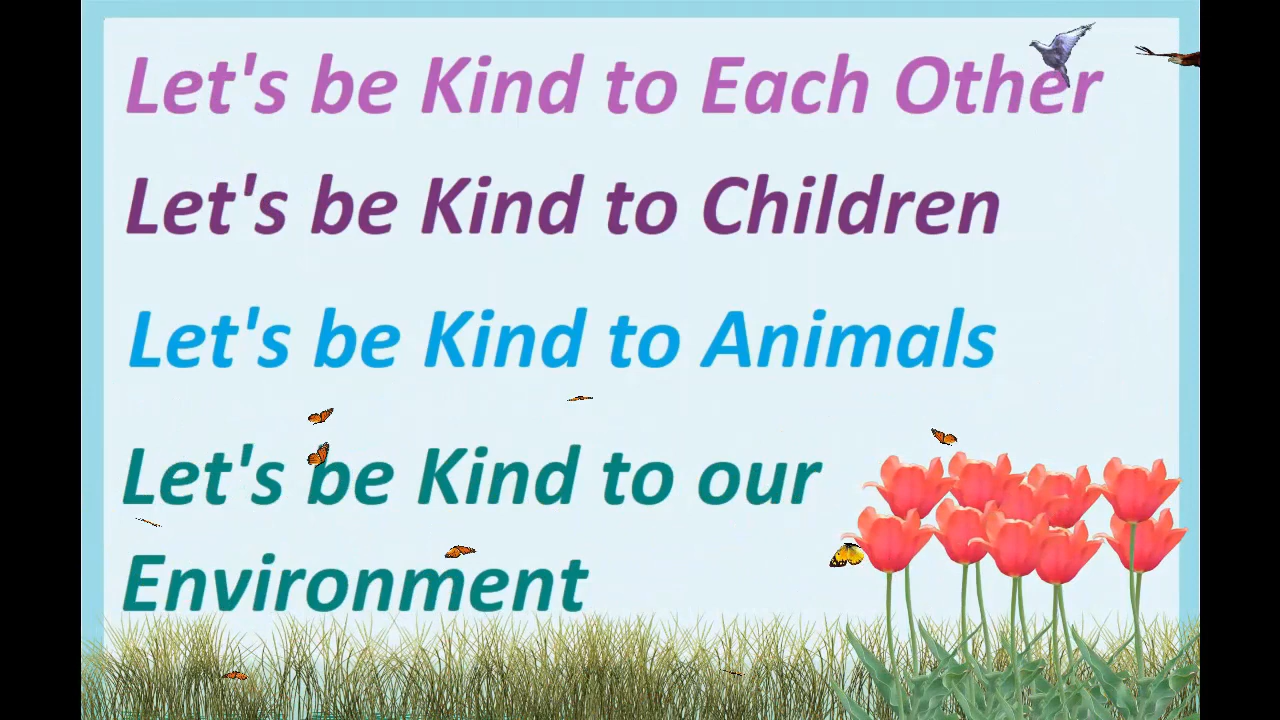 Let's be Kind to Each Other
Let's be Kind to Children
Let's be Kind to Animals
Let's be Kind to our
Environment